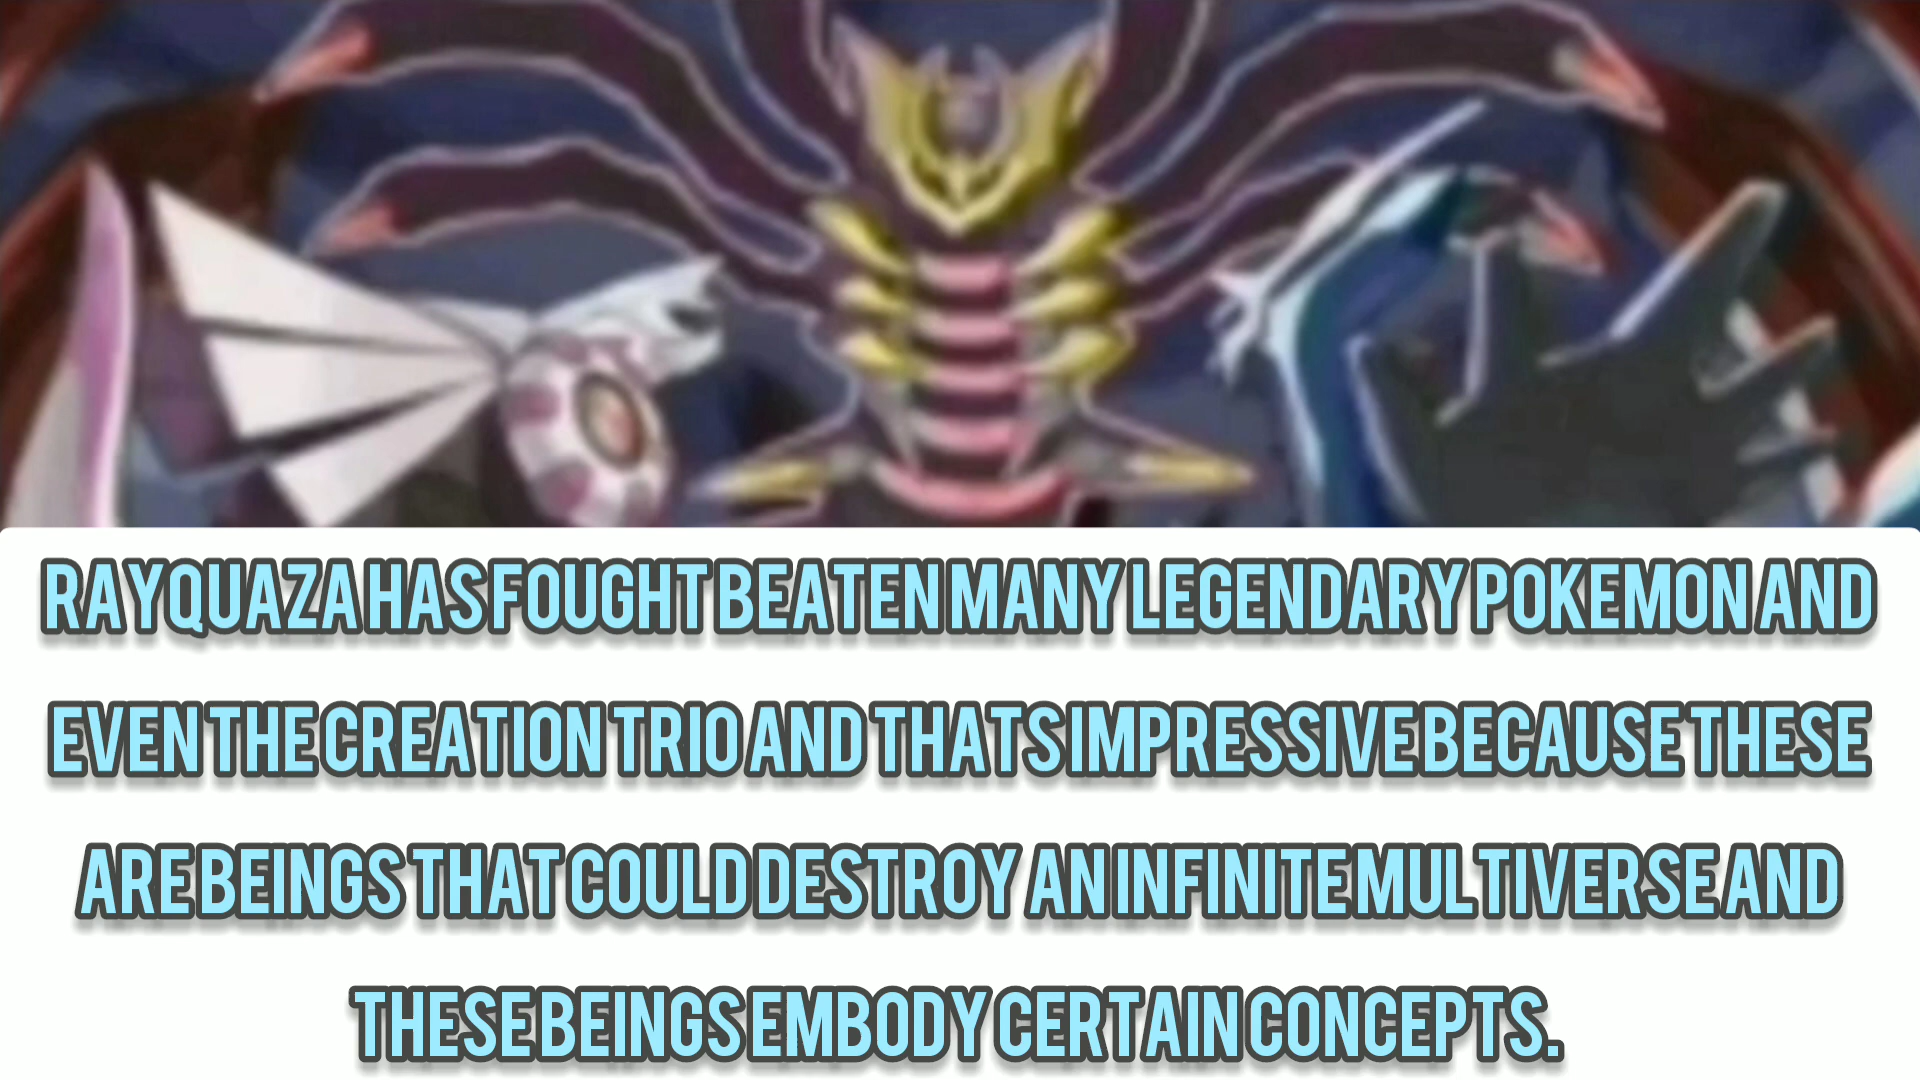 RAYQUAZA HAS FOUGHT BEATEN MANY LEGENDARY POKEMON AND
EVEN THE CREATION TRIO AND THATS IMPRESSIVE BECAUSE THESE
ARE BEINGS THAT COULD DESTROY AN INFINITE MULTIVERSE AND
THESE BEINGS EMBODY CERTAIN CONCEPTS.